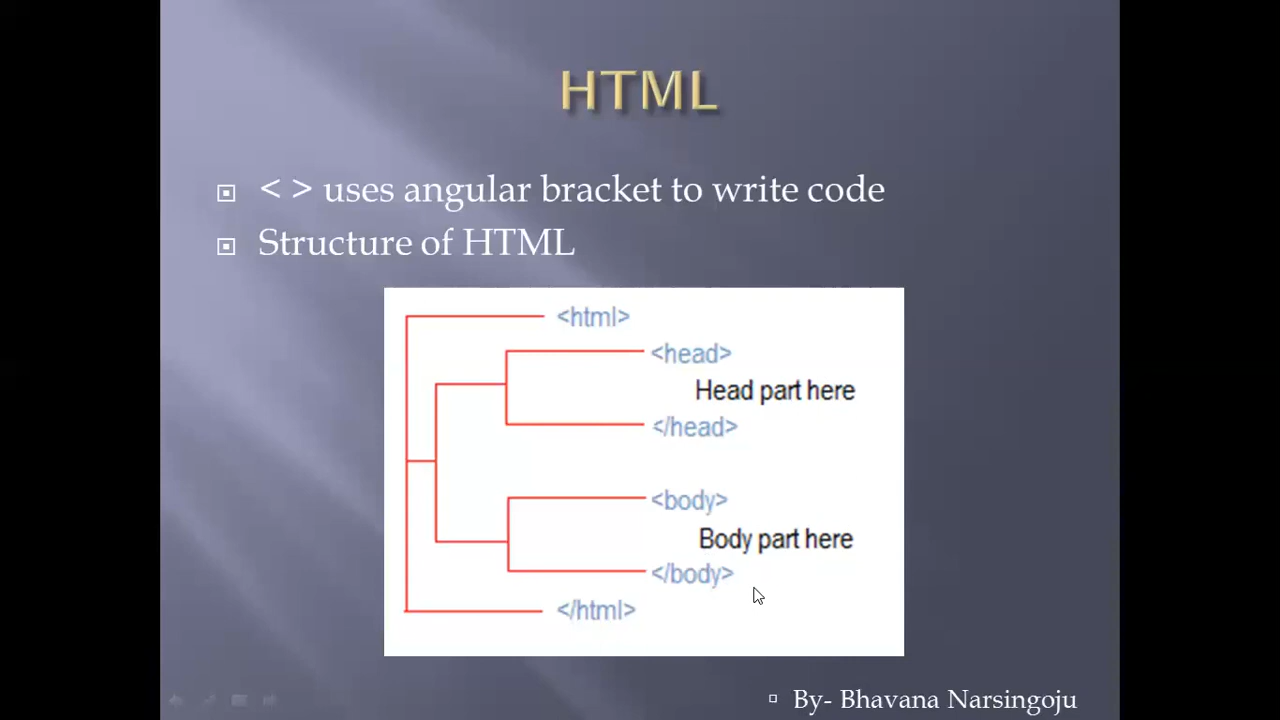 HTML
< > uses angular bracket to write code
Structure of HTML
<html>
<head>
Head part here
</head>
<body>
Body part here
</body>
</html>
By- Bhavana Narsingoju